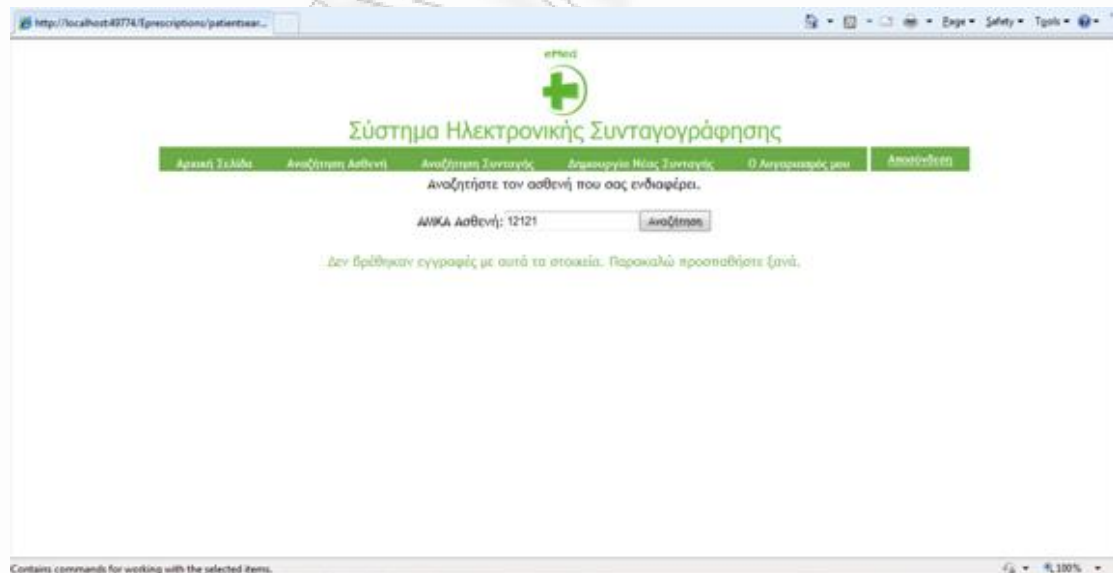 http://localhost:49774/Eprescriptions/patientsear...
Page Safety Tools
eMed
Σύστημα Ηλεκτρονικής Συνταγογράφησης
Αρχική Σελίδα Αναζήτηση Ασθενή Αναζήτηση Συνταγής Δημιουργία Νέας Συνταγής Ο Λογαριασμός μου Αποσύνδεση
Αναζητήστε τον ασθενή που σας ενδιαφέρει.
ΑΜΚΑ Ασθενή: 12121 Αναζήτηση
Δεν βρέθηκαν εγγραφές με αυτά τα στοιχεία. Παρακαλώ προσπαθήστε ξανά.
Contains commands for working with the selected items.
100%